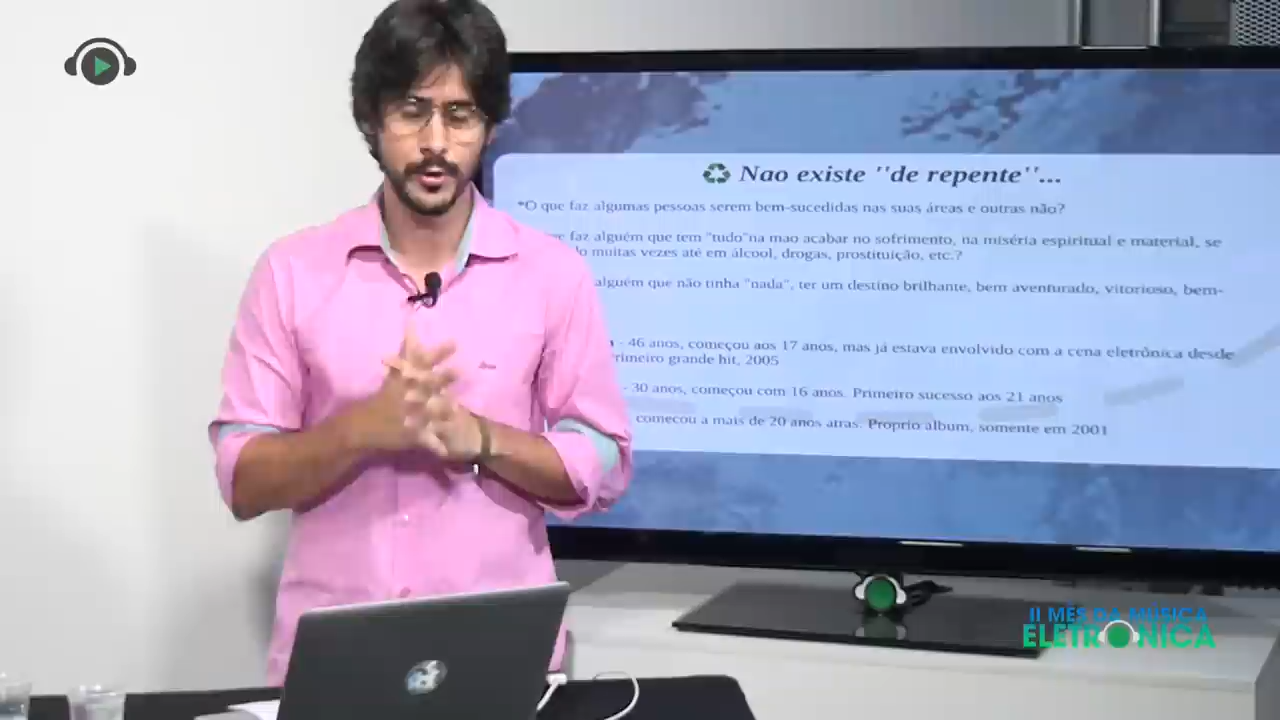 Nao existe ''de repente''...
*O que faz algumas pessoas serem bem-sucedidas nas suas áreas e outras não?
faz alguém que tem "tudo"na mao acabar no sofrimento, na miséria espiritual e material, se
muitas vezes até em álcool, drogas, prostituição, etc.?
alguém que não tinha "nada", ter um destino brilhante, bem aventurado, vitorioso, bem-
- 46 anos, começou aos 17 anos, mas já estava envolvido com a cena eletrônica desde
grande hit, 2005
- 30 anos, começou com 16 anos. Primeiro sucesso aos 21 anos
começou a mais de 20 anos atras. Proprio album, somente em 2001
II MÊS DA MÚSICA
ELETRÔNICA